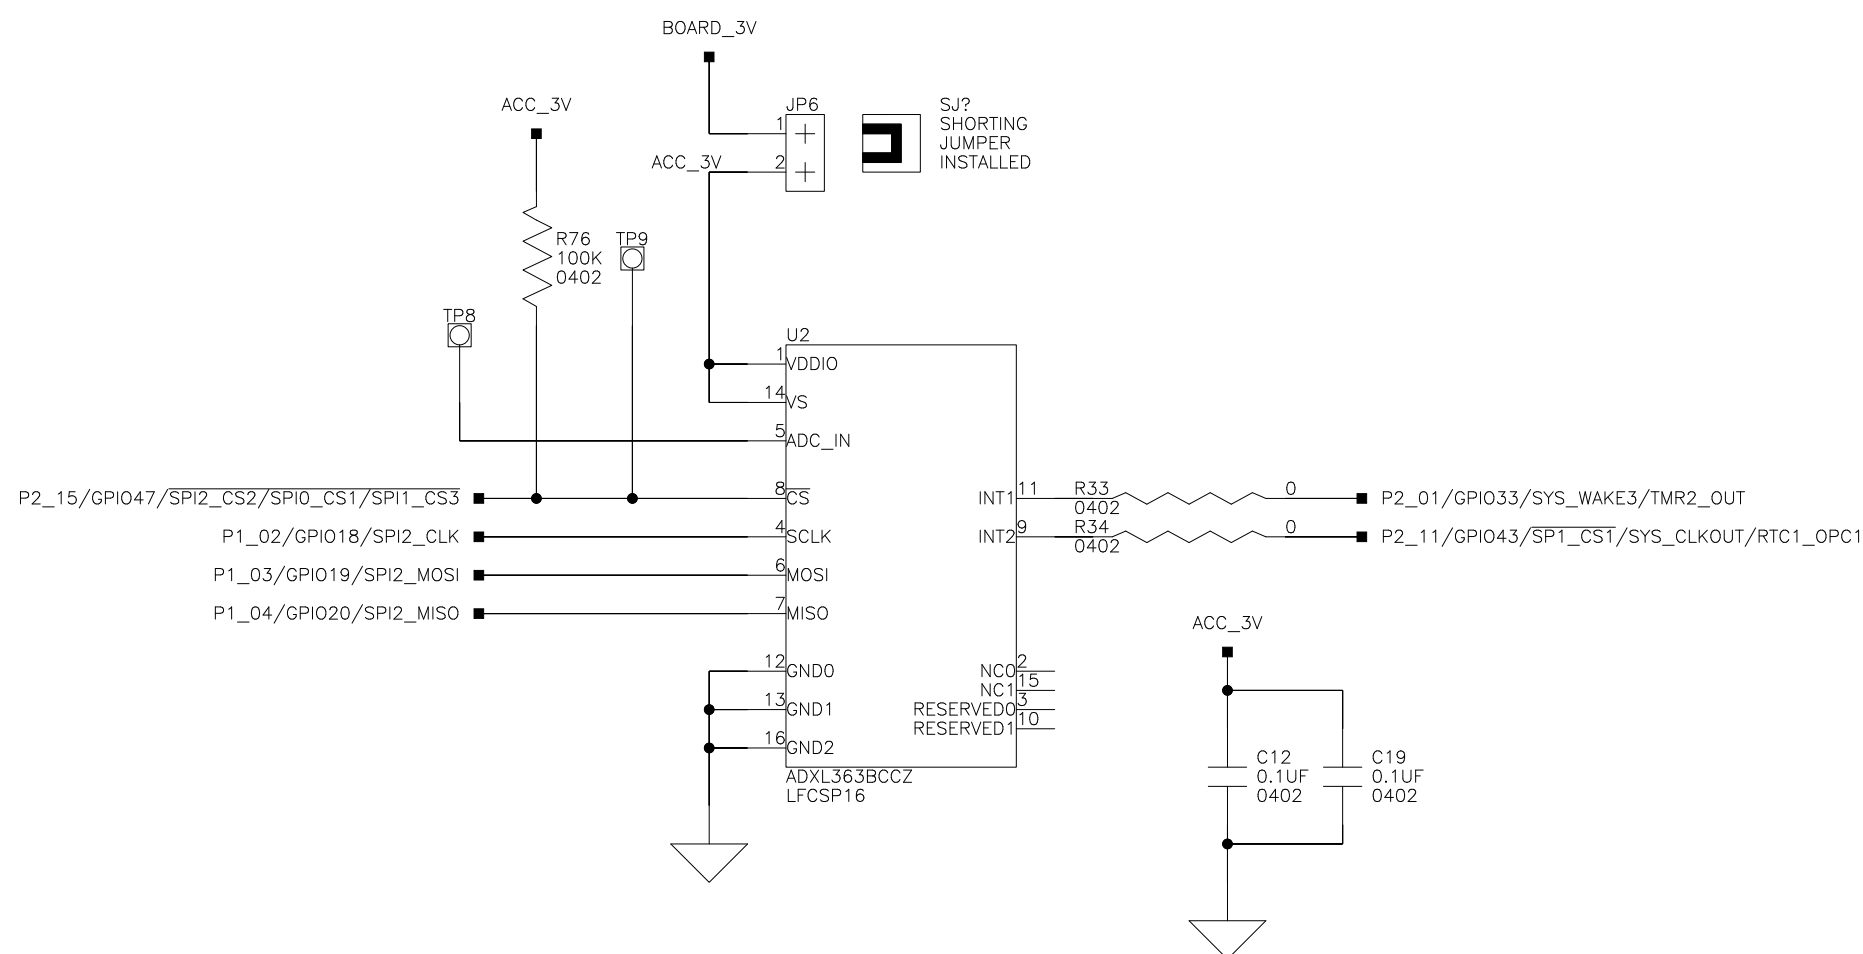 BOARD_3V
ACC_3V
JP6
1
2
ACC_3V
SJ?
SHORTING
JUMPER
INSTALLED
R76
100K
0402
TP9
TP8
U2
1
VDDIO
14
VS
5
ADC_IN
P2_15/GPIO47/SPI2_CS2/SPI0_CS1/SPI1_CS3
8
CS
P1_02/GPIO18/SPI2_CLK
4
SCLK
P1_03/GPIO19/SPI2_MOSI
6
MOSI
P1_04/GPIO20/SPI2_MISO
7
MISO
12
GND0
13
GND1
16
GND2
INT1
11
R33
0402
0
P2_01/GPIO33/SYS_WAKE3/TMR2_OUT
INT2
9
R34
0402
0
P2_11/GPIO43/SP1_CS1/SYS_CLKOUT/RTC1_OPC1
NC0
2
NC1
15
RESERVED0
3
RESERVED1
10
ADXL363BCCZ
LFCSP16
ACC_3V
C12
0.1UF
0402
C19
0.1UF
0402